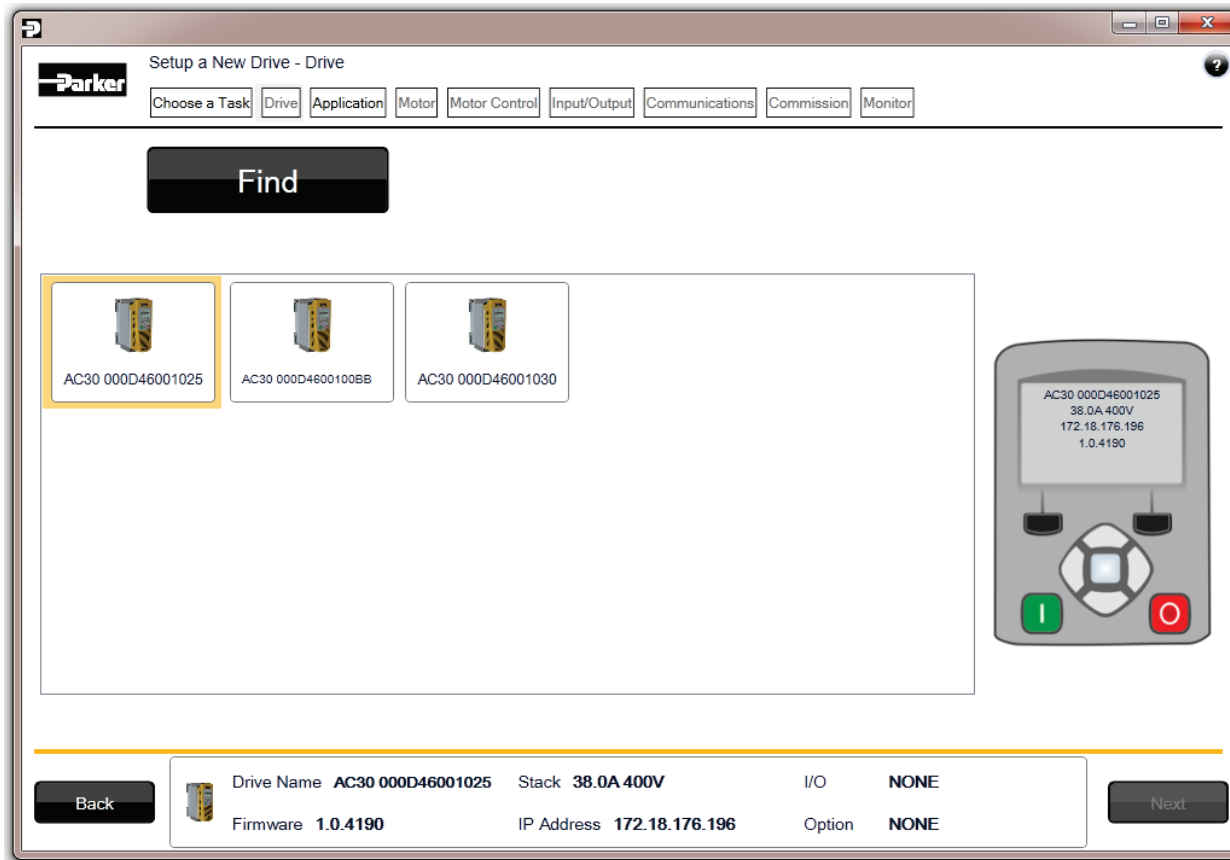 Setup a New Drive - Drive
?
Parker
Choose a Task Drive Application Motor Motor Control Input/Output Communications Commission Monitor
Find
AC30 000D46001025 AC30 000D4600100BB AC30 000D46001030
AC30 000D46001025
38.0A 400V
172.18.176.196
1.0.4190
Back
Drive Name AC30 000D46001025 Stack 38.0A 400V I/O NONE
Firmware 1.0.4190 IP Address 172.18.176.196 Option NONE
Next